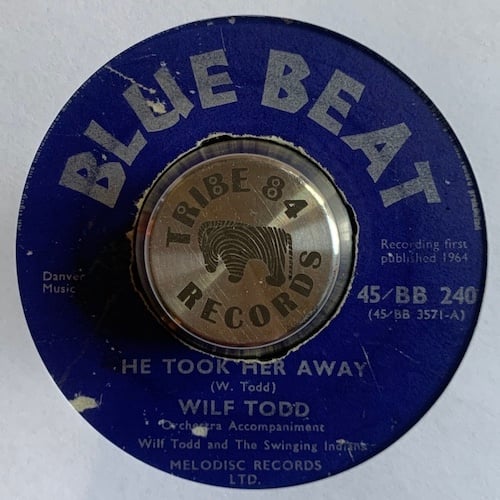 BLUE BEAT
TRIBE 84
RECORDS
Recording first
published 1964
Danver
Music
45/BB 240
(45/BB 3571-A)
HE TOOK HER AWAY
(W. Todd)
WILF TODD
Orchestra Accompaniment
Wilf Todd and The Swinging Indians
MELODISC RECORDS
LTD.